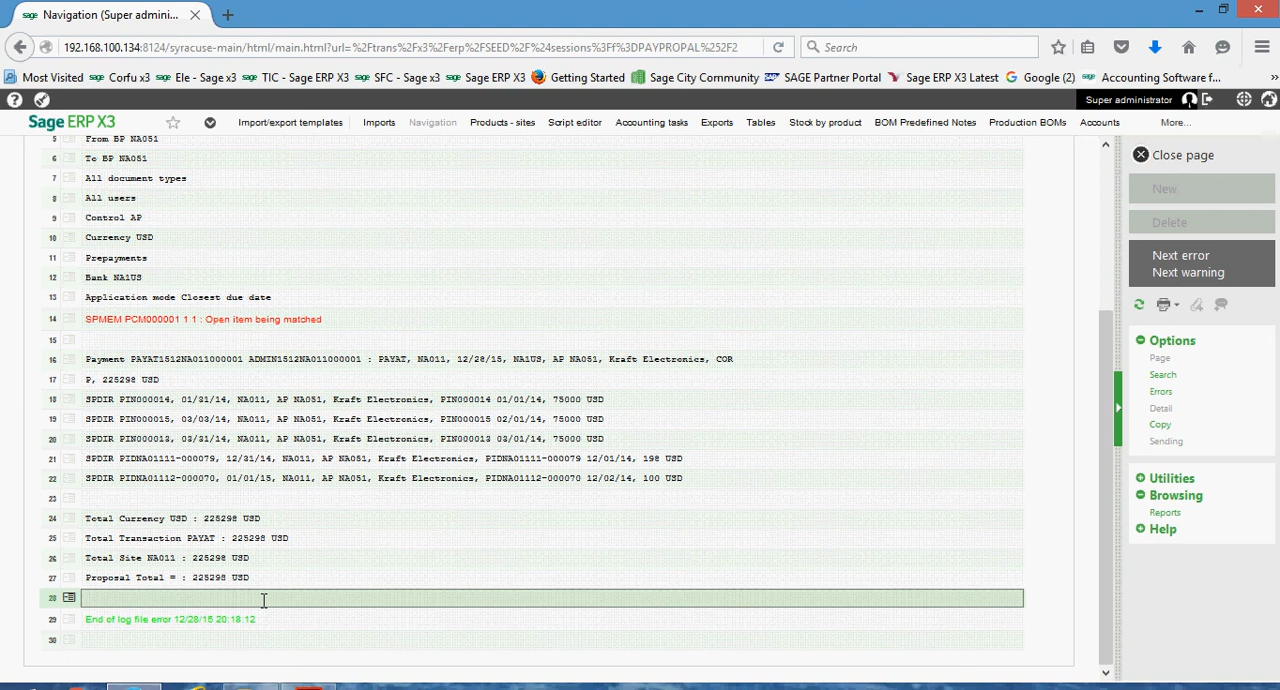 sage Navigation (Super admini... × +
192.168.100.134:8124/syracuse-main/html/main.html?url=%2Ftrans%2Fx3%2Ferp%2FSEED%2F%24sessions%3Ff%3DPAYPROPAL%252F2
Search
Most Visited sage Corfu x3 sage Ele - Sage x3 sage TIC - Sage ERP X3 sage SFC - Sage x3 sage Sage ERP X3 Getting Started Sage City Community SAGE Partner Portal Sage ERP X3 Latest Google (2) sage Accounting Software f... »
Super administrator
Sage ERP X3 Import/export templates Imports Navigation Products - sites Script editor Accounting tasks Exports Tables Stock by product BOM Predefined Notes Production BOMs Accounts More...
5 From BP NA051
6 To BP NA051
7 All document types
8 All users
9 Control AP
10 Currency USD
11 Prepayments
12 Bank NA1US
13 Application mode Closest due date
14 SPMEM PCM000001 1 1 : Open item being matched
15
16 Payment PAYAT1512NA011000001 ADMIN1512NA011000001 : PAYAT, NA011, 12/28/15, NA1US, AP NA051, Kraft Electronics, COR
17 P, 225298 USD
18 SPDIR PIN000014, 01/31/14, NA011, AP NA051, Kraft Electronics, PIN000014 01/01/14, 75000 USD
19 SPDIR PIN000015, 03/03/14, NA011, AP NA051, Kraft Electronics, PIN000015 02/01/14, 75000 USD
20 SPDIR PIN000013, 03/31/14, NA011, AP NA051, Kraft Electronics, PIN000013 03/01/14, 75000 USD
21 SPDIR PIDNA01111-000079, 12/31/14, NA011, AP NA051, Kraft Electronics, PIDNA01111-000079 12/01/14, 198 USD
22 SPDIR PIDNA01112-000070, 01/01/15, NA011, AP NA051, Kraft Electronics, PIDNA01112-000070 12/02/14, 100 USD
23
24 Total Currency USD : 225298 USD
25 Total Transaction PAYAT : 225298 USD
26 Total Site NA011 : 225298 USD
27 Proposal Total = : 225298 USD
28
29 End of log file error 12/28/15 20:18:12
30
Close page
New
Delete
Next error
Next warning
Options
Page
Search
Errors
Detail
Copy
Sending
Utilities
Browsing
Reports
Help